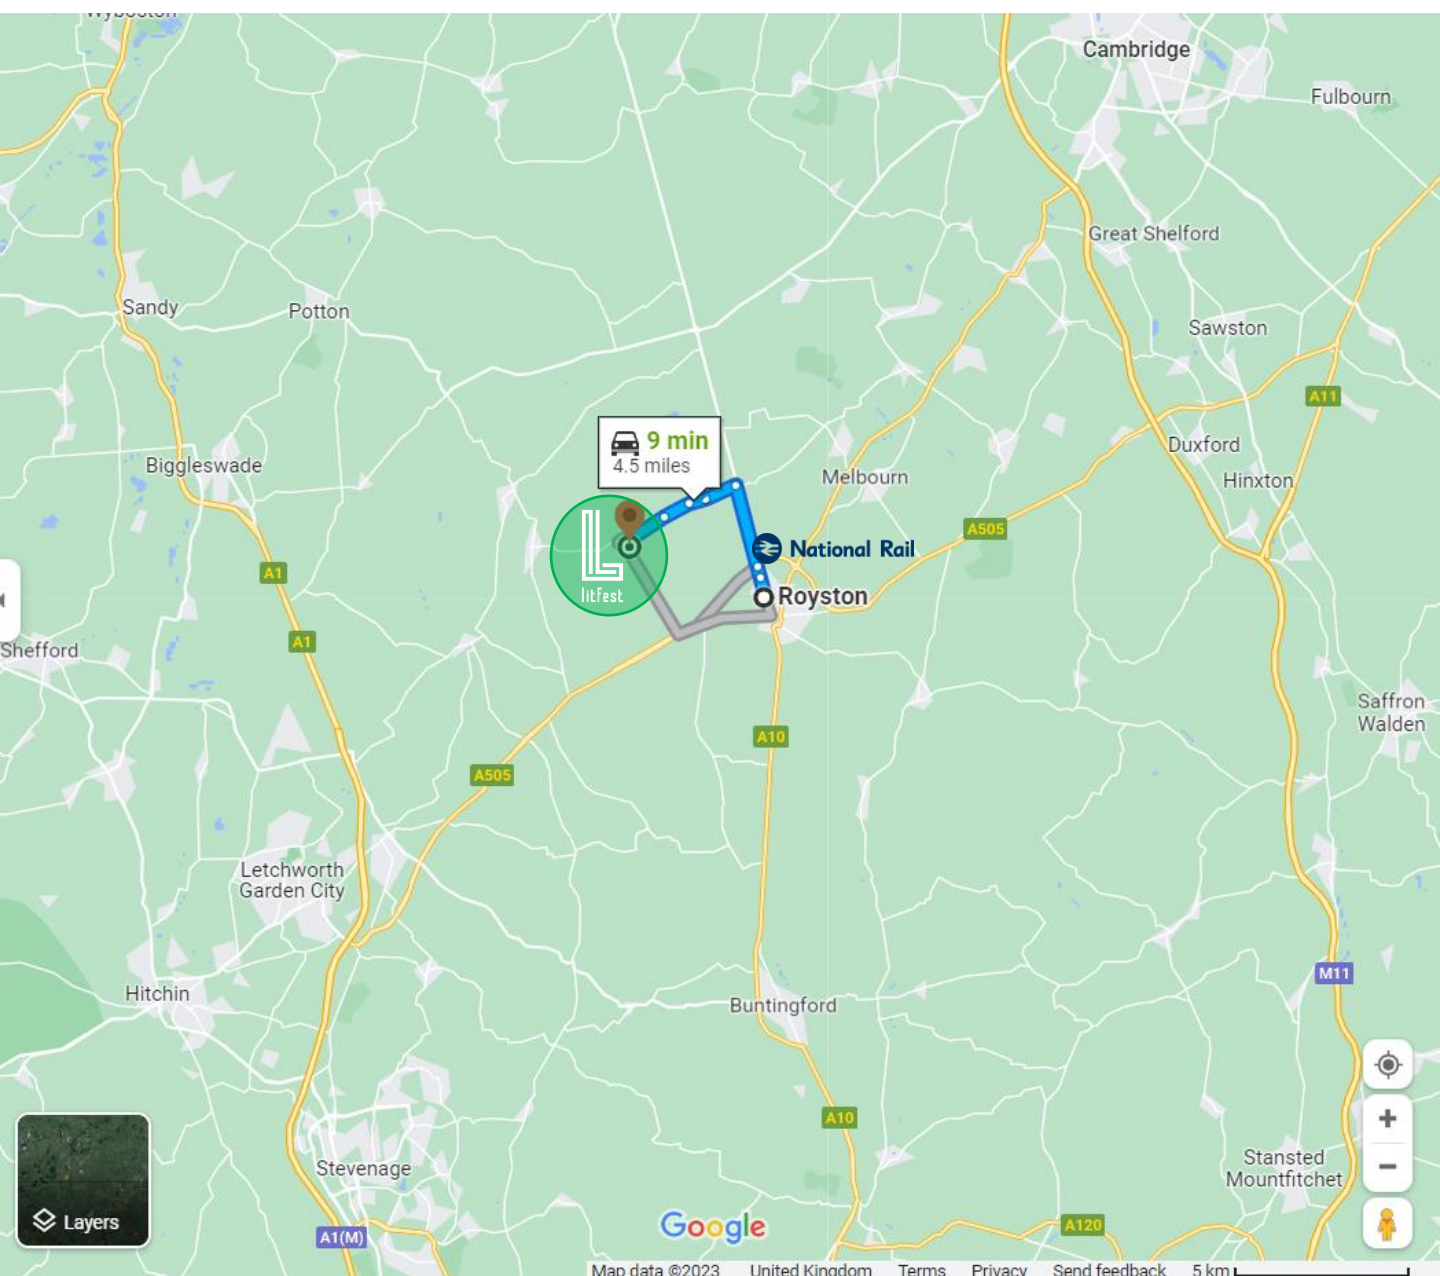 Wyboston
Cambridge
Fulbourn
Great Shelford
Sandy
Potton
Sawston
A11
9 min
4.5 miles
Duxford
Biggleswade
Melbourn
Hinxton
A505
National Rail
A1
litfest
Royston
A1
Shefford
Saffron
Walden
A10
A505
Letchworth
Garden City
M11
Hitchin
Buntingford
A10
Stansted
Mountfitchet
Stevenage
Layers
Google
A120
A1(M)
Map data ©2023 United Kingdom Terms Privacy Send feedback 5 km